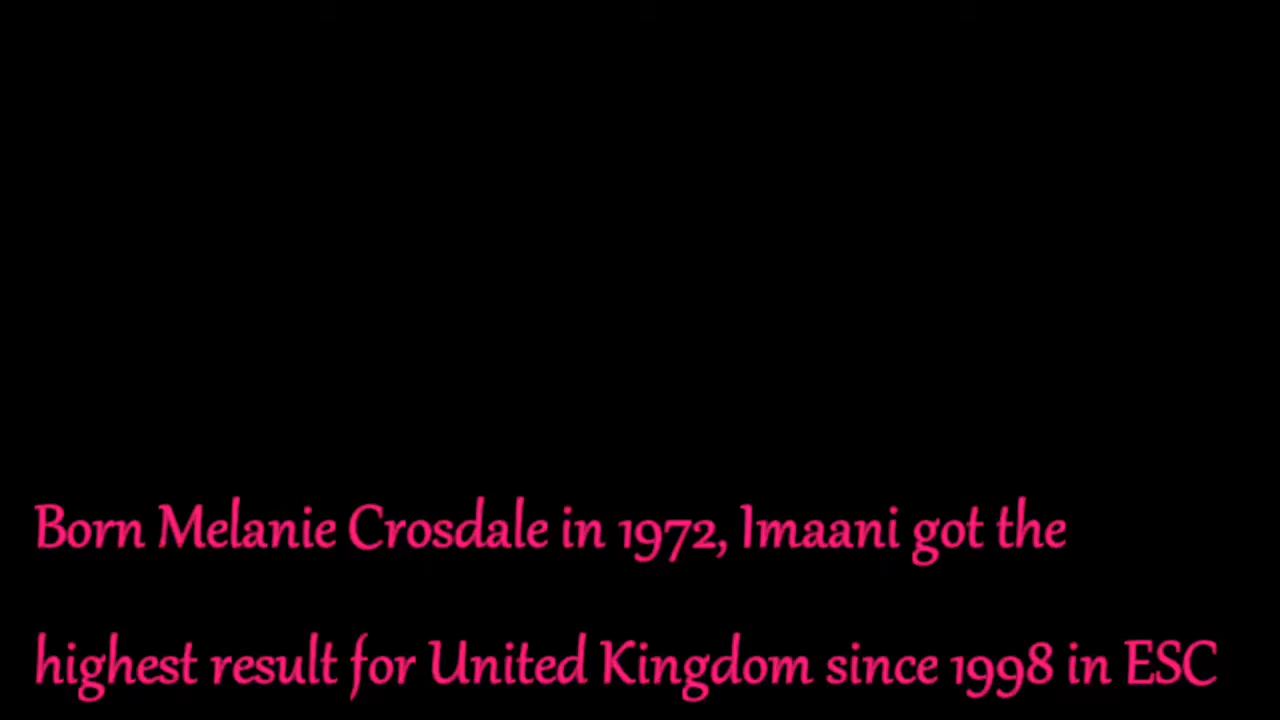 Born Melanie Crosdale in 1972, Imaani got the
highest result for United Kingdom since 1998 in ESC